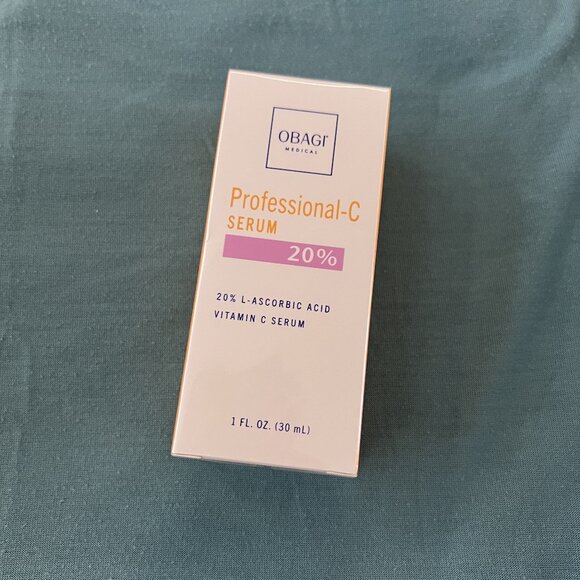 OBAGI
MEDICAL
Professional-C
SERUM
20%
20% L-ASCORBIC ACID
VITAMIN C SERUM
1 FL. OZ. (30 mL)